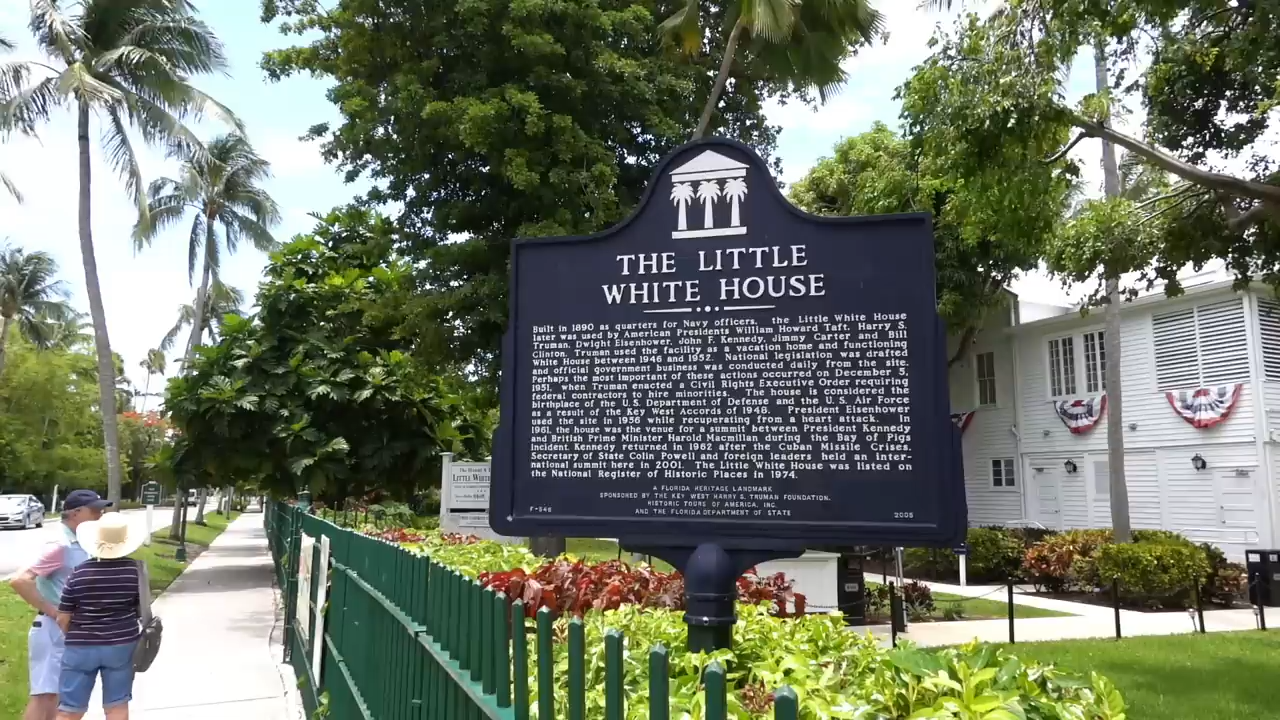 THE LITTLE
WHITE HOUSE
Built in 1890 as quarters for Navy officers, the Little White House
later was used by American Presidents William Howard Taft, Harry S.
Truman, Dwight Eisenhower, John F. Kennedy, Jimmy Carter and Bill
Clinton. Truman used the facility as a vacation home and functioning
White House between 1946 and 1952. National legislation was drafted
and official government business was conducted daily from the site.
Perhaps the most important of these actions occurred on December 5,
1951, when Truman enacted a Civil Rights Executive Order requiring
federal contractors to hire minorities. The house is considered the
birthplace of the U.S. Department of Defense and the U.S. Air Force
as a result of the Key West Accords of 1948. President Eisenhower
used the site in 1956 while recuperating from a heart attack. In
1961, the house was the venue for a summit between President Kennedy
and British Prime Minister Harold Macmillan during the Bay of Pigs
incident. Kennedy returned in 1962 after the Cuban Missile Crises.
Secretary of State Colin Powell and foreign leaders held an inter-
national summit here in 2001. The Little White House was listed on
the National Register of Historic Places in 1974.
A FLORIDA HERITAGE LANDMARK
SPONSORED BY THE KEY WEST HARRY S. TRUMAN FOUNDATION,
HISTORIC TOURS OF AMERICA, INC.
AND THE FLORIDA DEPARTMENT OF STATE
F-546
2005
LITTLE WHIT